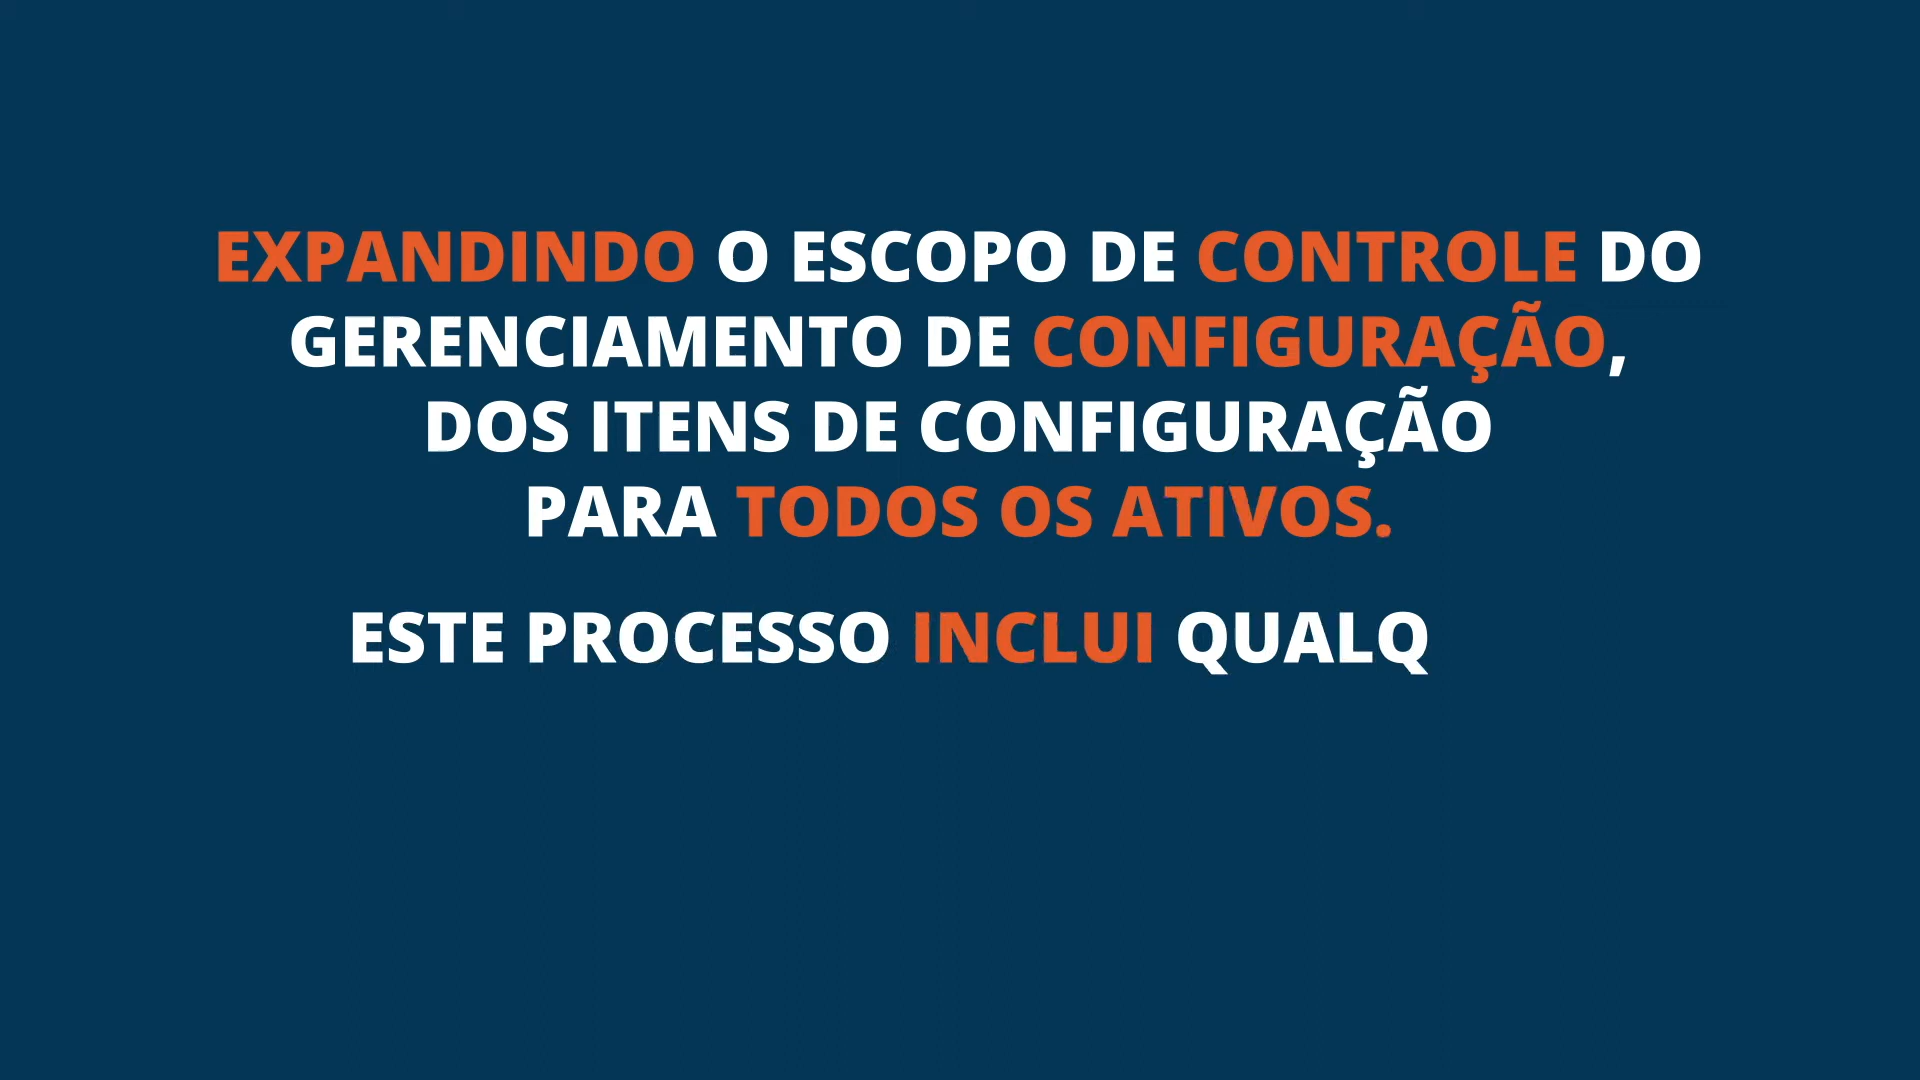 EXPANDINDO O ESCOPO DE CONTROLE DO
GERENCIAMENTO DE CONFIGURAÇÃO,
DOS ITENS DE CONFIGURAÇÃO
PARA TODOS OS ATIVOS.
ESTE PROCESSO INCLUI QUALQ